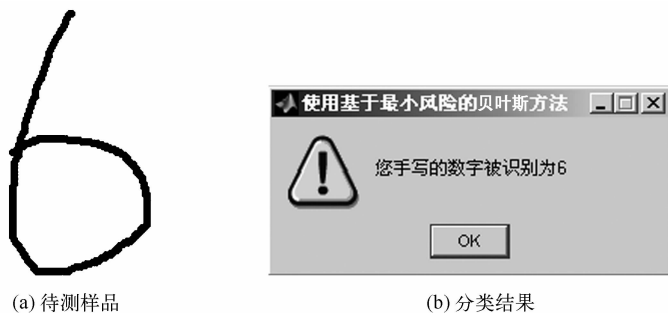 6
使用基于最小风险的贝叶斯方法
您手写的数字被识别为6
OK
(a) 待测样品
(b) 分类结果